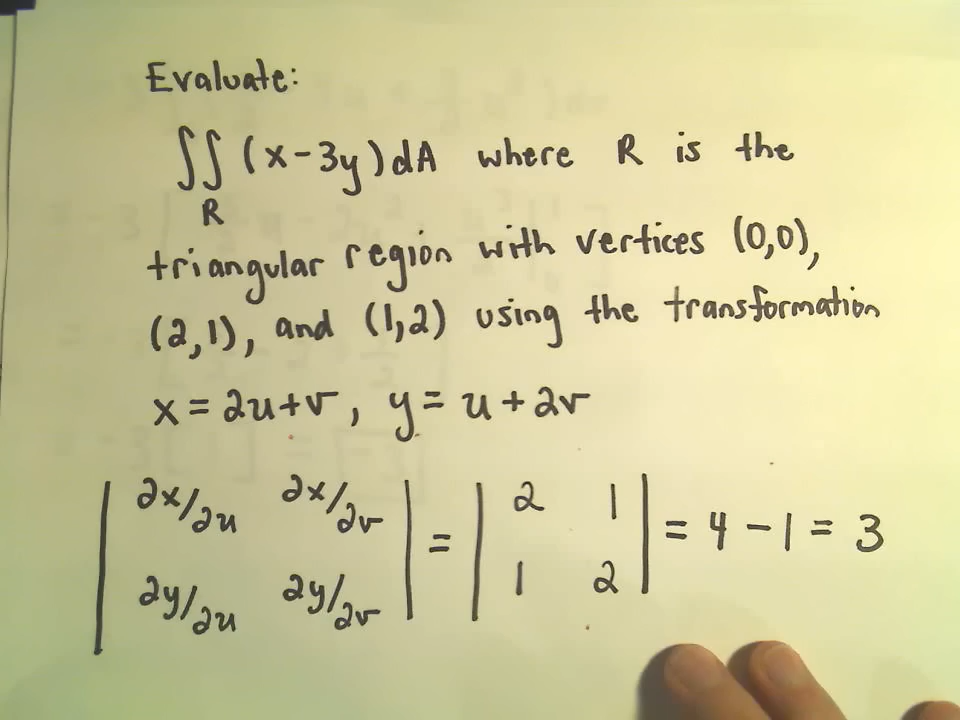 Evaluate:
∬ (x-3y)dA where R is the
R
triangular region with vertices (0,0),
(2,1), and (1,2) using the transformation
x = 2u+v, y = u+2v
| ∂x/∂u ∂x/∂v | = | 2 1 | = 4 - 1 = 3
| ∂y/∂u ∂y/∂v | | 1 2 |